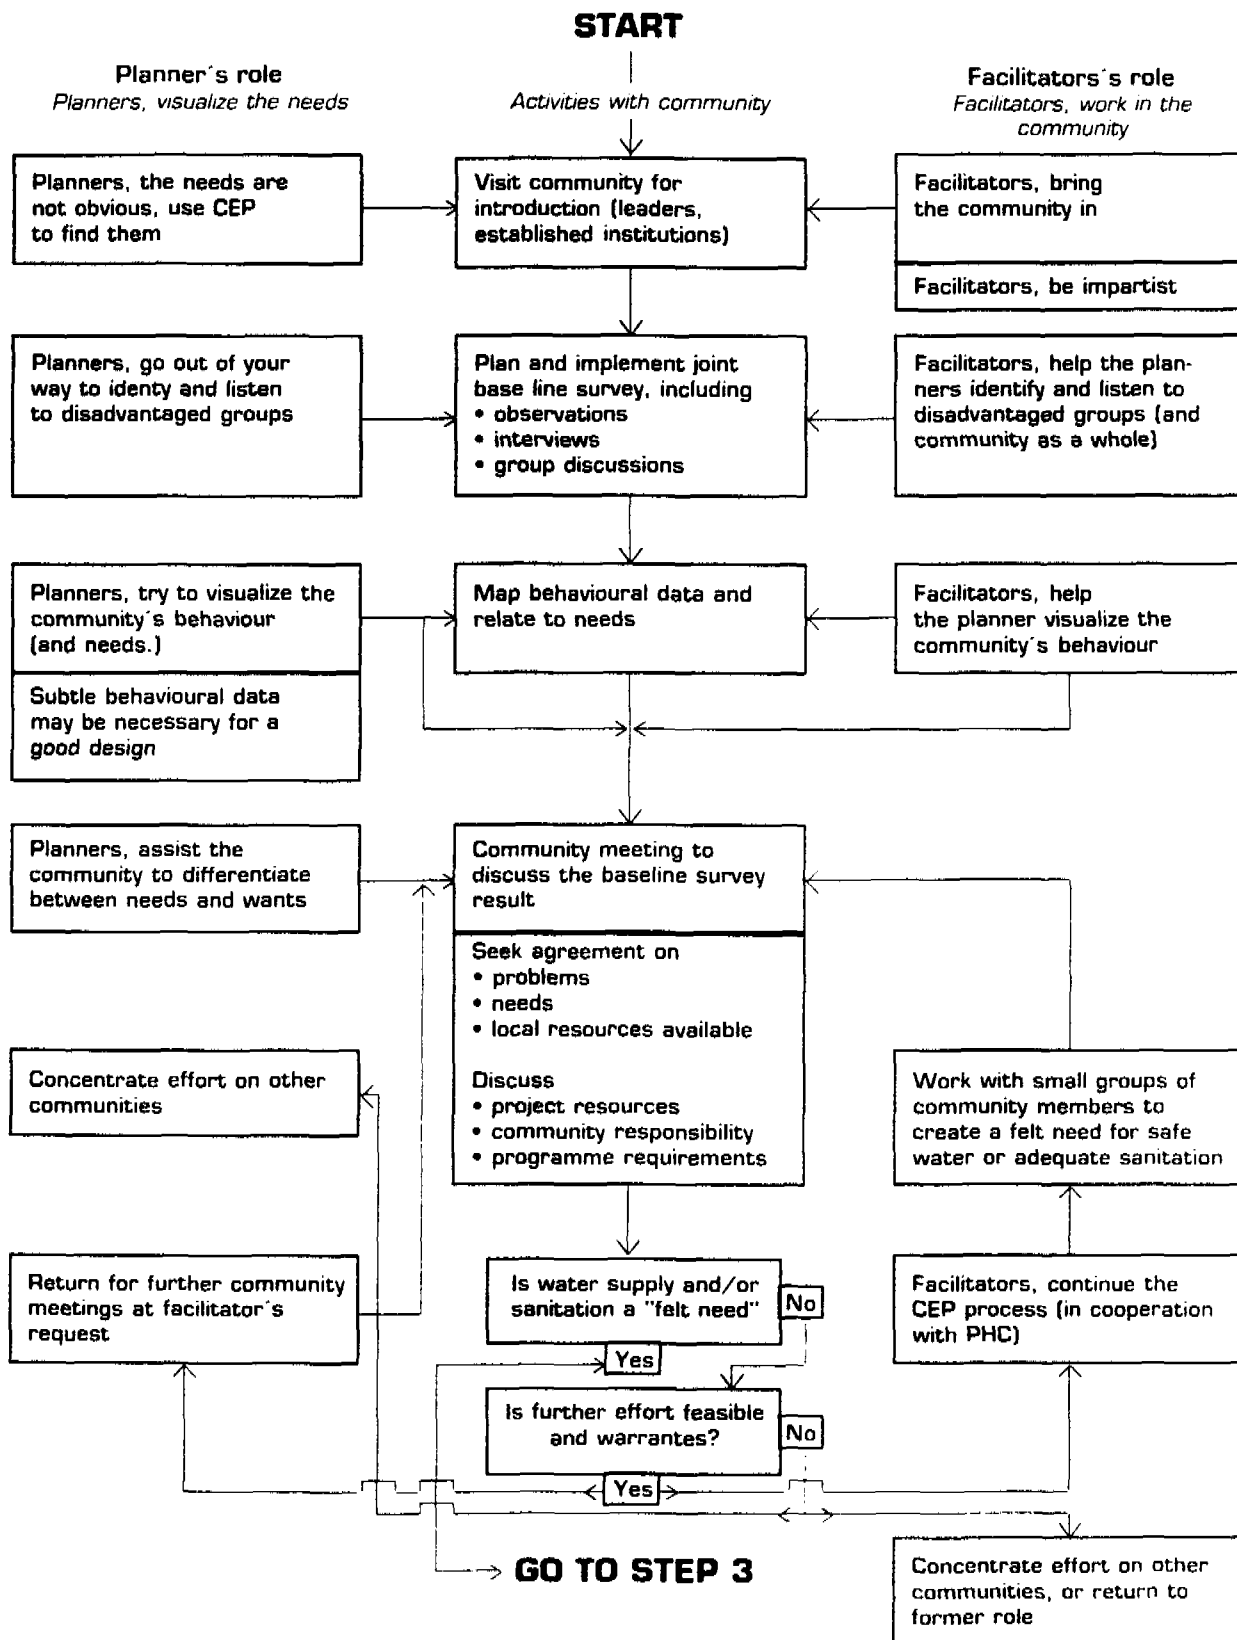 START
Planner´s role
Planners, visualize the needs
Activities with community
Facilitators´s role
Facilitators, work in the
community
Planners, the needs are
not obvious, use CEP
to find them
Visit community for
introduction (leaders,
established institutions)
Facilitators, bring
the community in
Facilitators, be impartist
Planners, go out of your
way to identy and listen
to disadvantaged groups
Plan and implement joint
base line survey, including
• observations
• interviews
• group discussions
Facilitators, help the plan-
ners identify and listen to
disadvantaged groups (and
community as a whole)
Planners, try to visualize the
community´s behaviour
(and needs.)
Subtle behavioural data
may be necessary for a
good design
Map behavioural data and
relate to needs
Facilitators, help
the planner visualize the
community´s behaviour
Planners, assist the
community to differentiate
between needs and wants
Community meeting to
discuss the baseline survey
result
Seek agreement on
• problems
• needs
• local resources available
Discuss
• project resources
• community responsibility
• programme requirements
Concentrate effort on other
communities
Work with small groups of
community members to
create a felt need for safe
water or adequate sanitation
Return for further community
meetings at facilitator´s
request
Is water supply and/or
sanitation a "felt need"
No
Yes
Facilitators, continue the
CEP process (in cooperation
with PHC)
Is further effort feasible
and warrantes?
No
Yes
GO TO STEP 3
Concentrate effort on other
communities, or return to
former role